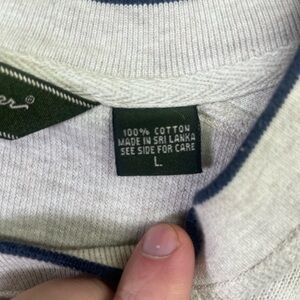 100% COTTON
MADE IN SRI LANKA
SEE SIDE FOR CARE
L